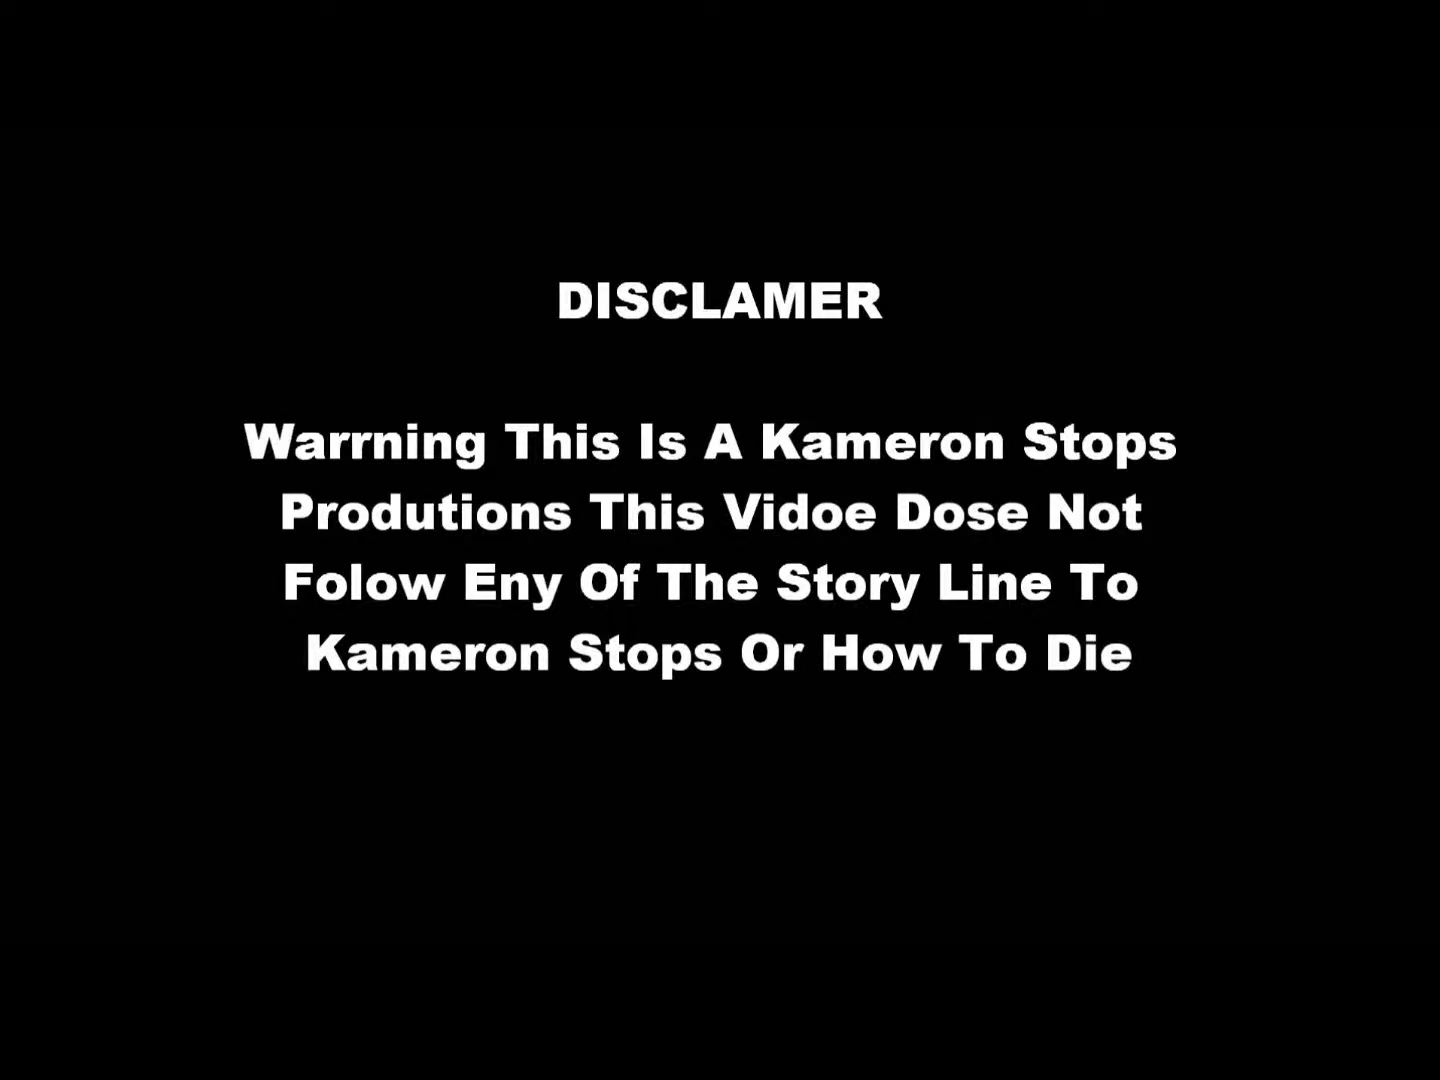 DISCLAMER
Warrning This Is A Kameron Stops
Produtions This Vidoe Dose Not
Folow Eny Of The Story Line To
Kameron Stops Or How To Die